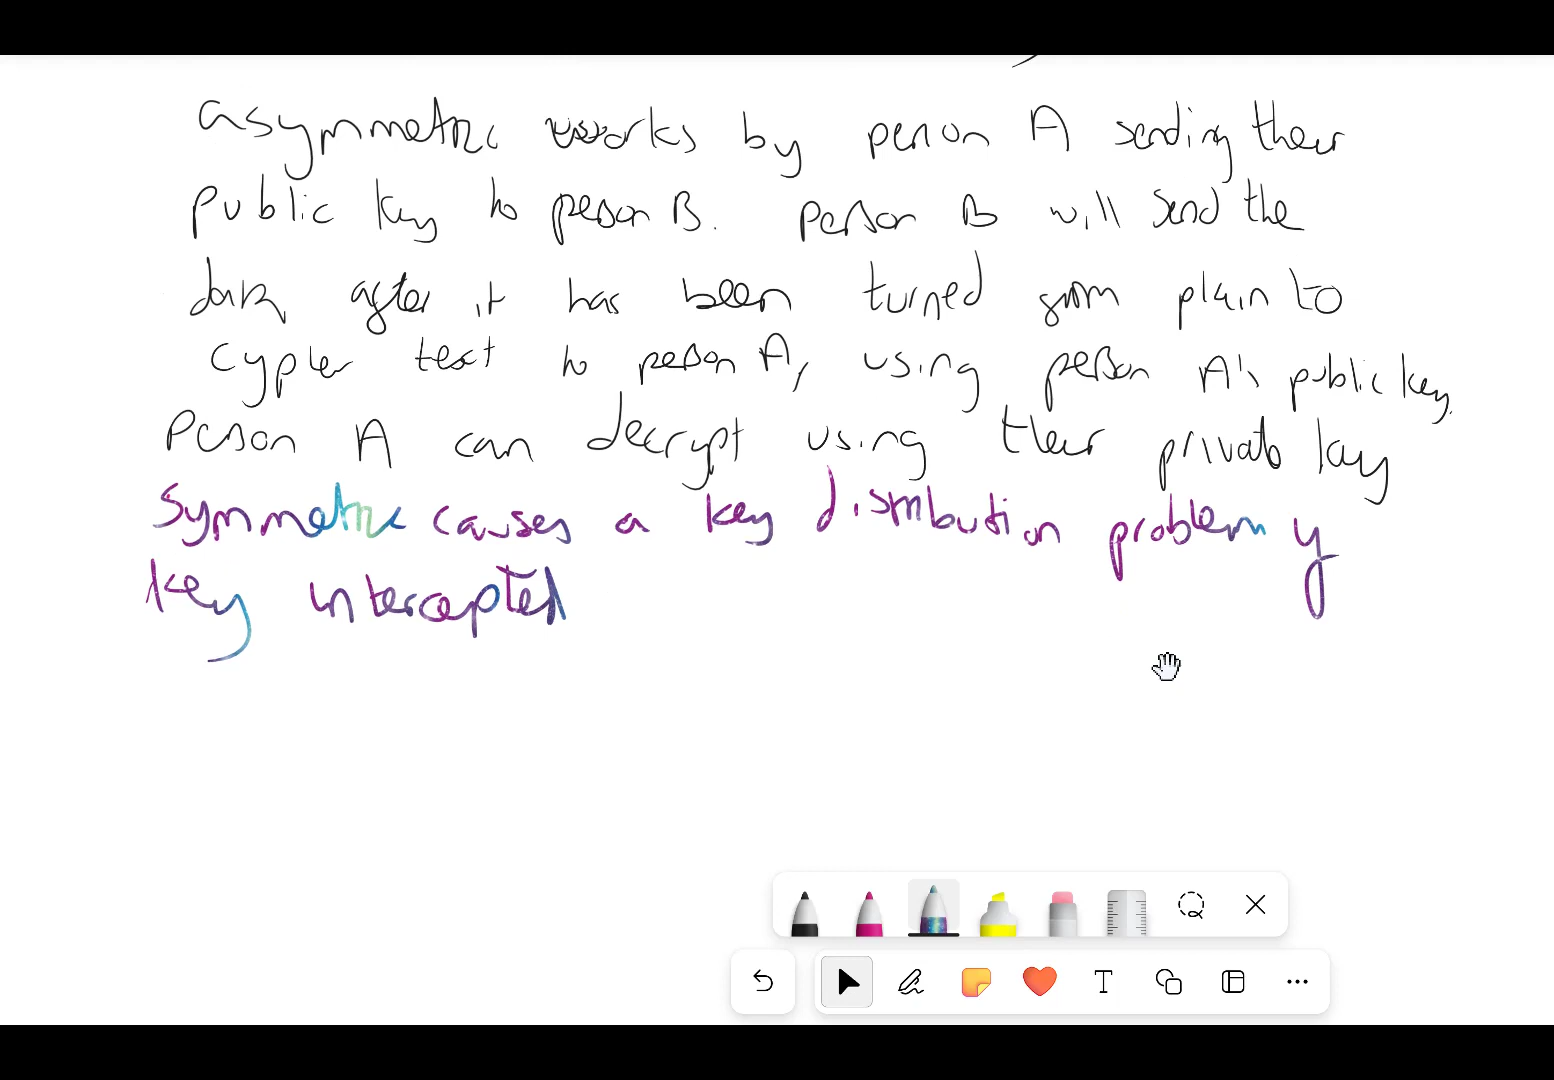 asymmetric works by person A sending their
public key to person B. Person B will send the
data after it has been turned from plain to
cypher text to person A, using person A's public key.
Person A can decrypt using their private key
Symmetric causes a key distribution problem if
key intercepted
T